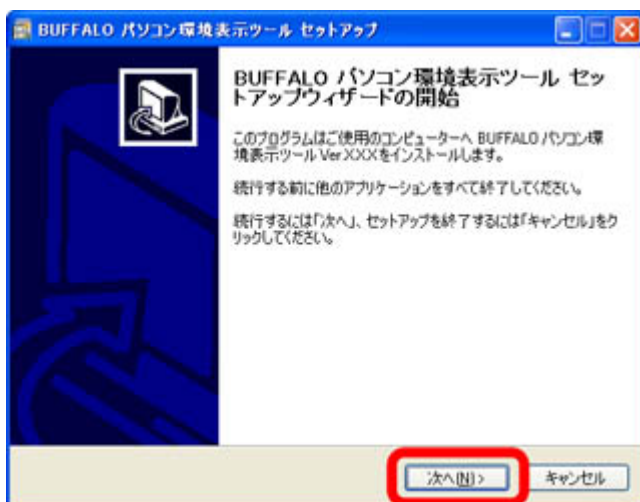 BUFFALO パソコン環境表示ツール セットアップ
BUFFALO パソコン環境表示ツール セッ
トアップウィザードの開始
このプログラムはご使用のコンピューターへ BUFFALO パソコン環
境表示ツール Ver.XXXをインストールします。
続行する前に他のアプリケーションをすべて終了してください。
続行するには「次へ」、セットアップを終了するには「キャンセル」をク
リックしてください。
次へ(N) >
キャンセル